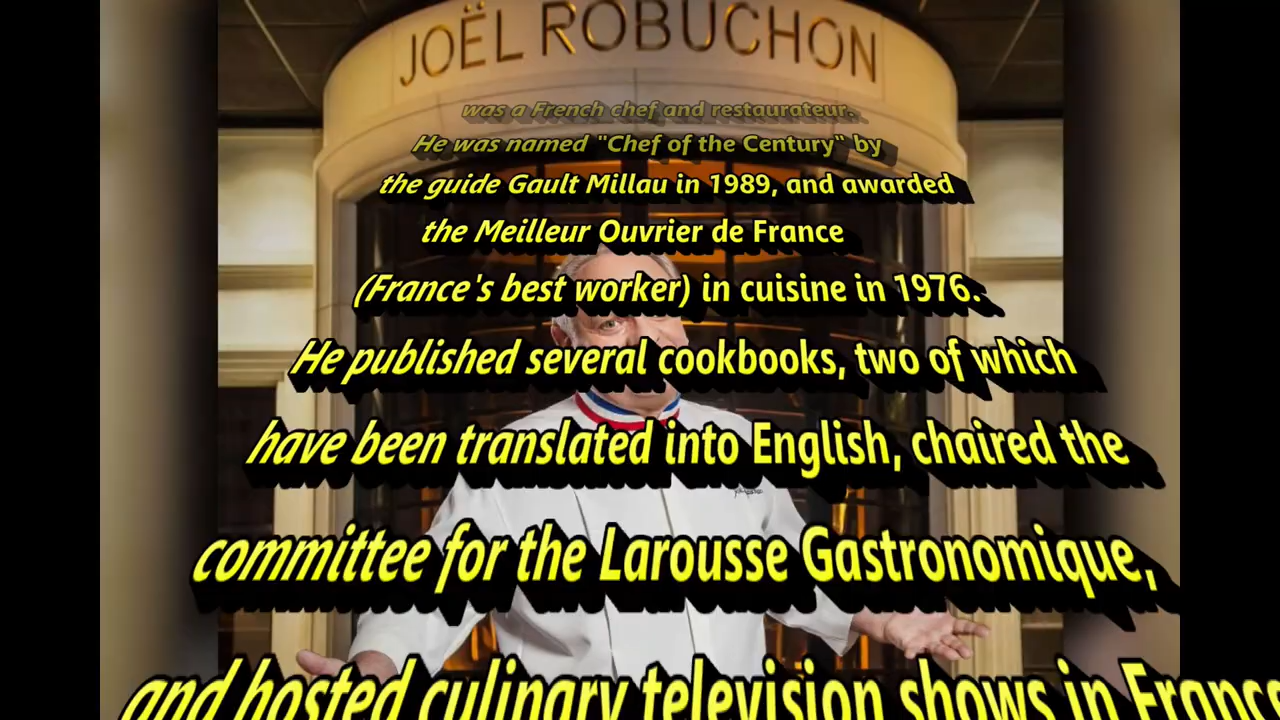 JOËL ROBUCHON
was a French chef and restaurateur.
He was named "Chef of the Century" by
the guide Gault Millau in 1989, and awarded
the Meilleur Ouvrier de France
(France's best worker) in cuisine in 1976.
He published several cookbooks, two of which
have been translated into English, chaired the
committee for the Larousse Gastronomique,
and hosted culinary television shows in France